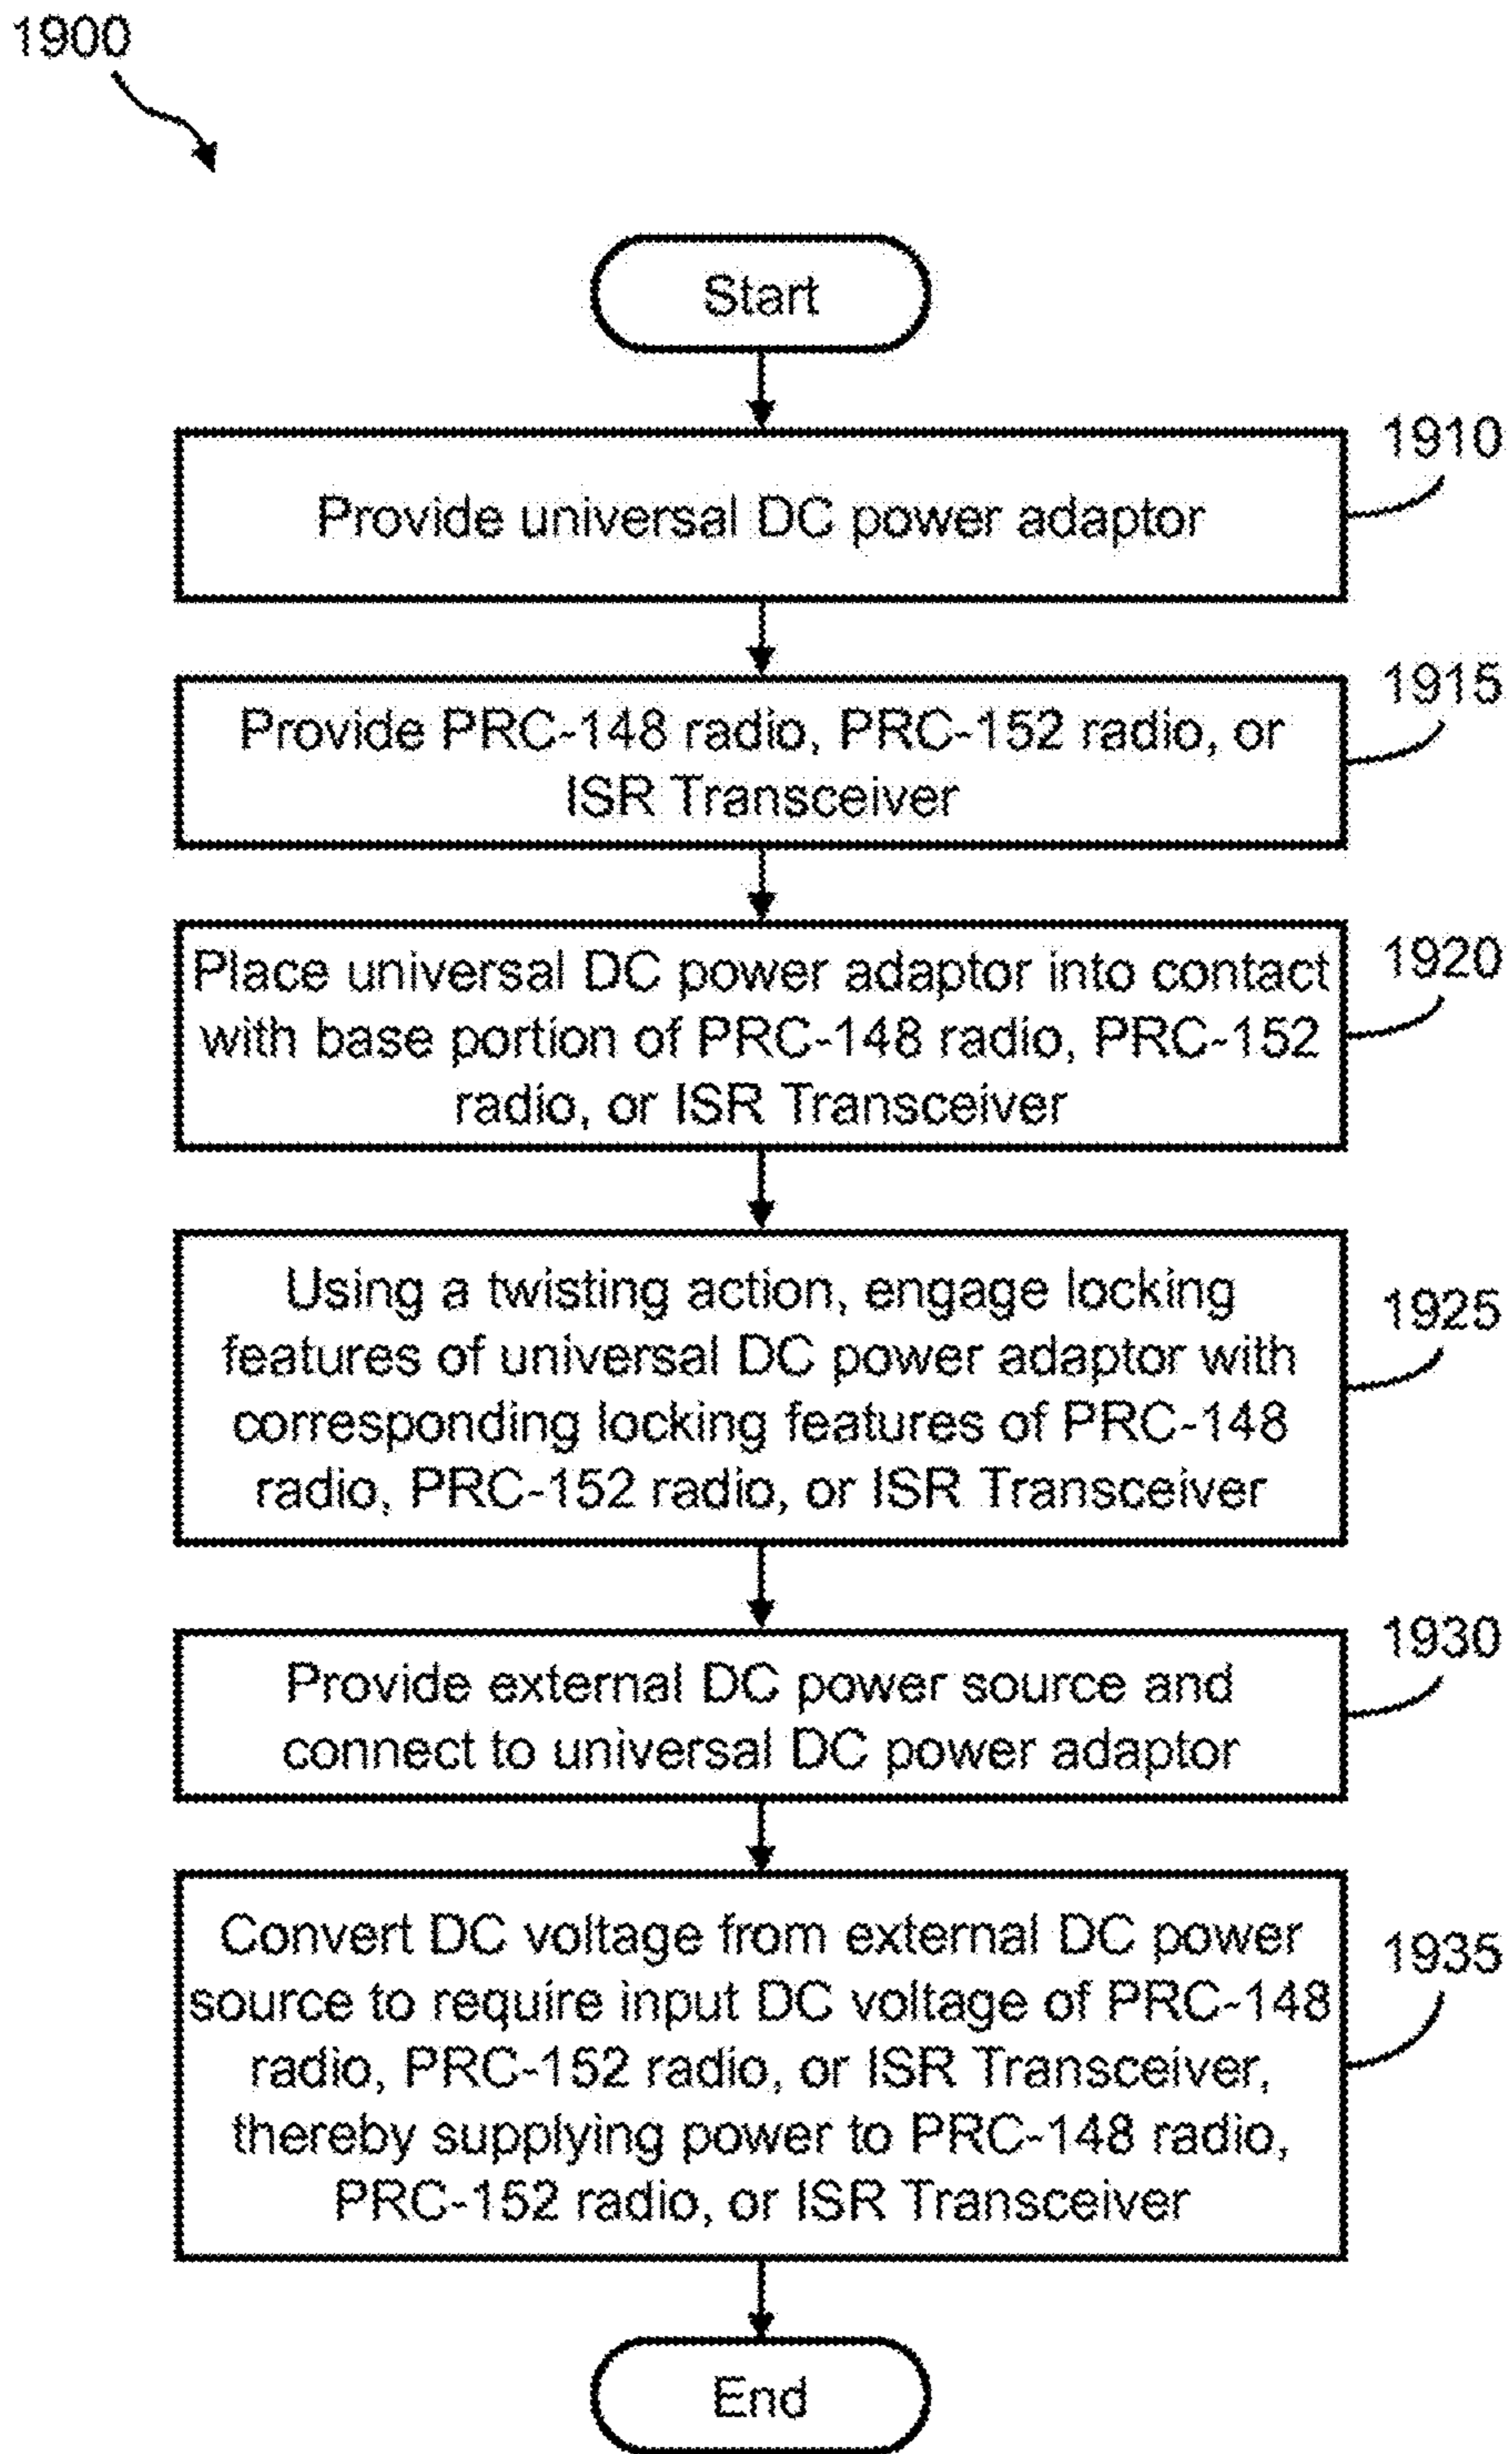 1900
Start
1910
Provide universal DC power adaptor
1915
Provide PRC-148 radio, PRC-152 radio, or
ISR Transceiver
1920
Place universal DC power adaptor into contact
with base portion of PRC-148 radio, PRC-152
radio, or ISR Transceiver
1925
Using a twisting action, engage locking
features of universal DC power adaptor with
corresponding locking features of PRC-148
radio, PRC-152 radio, or ISR Transceiver
1930
Provide external DC power source and
connect to universal DC power adaptor
1935
Convert DC voltage from external DC power
source to require input DC voltage of PRC-148
radio, PRC-152 radio, or ISR Transceiver,
thereby supplying power to PRC-148 radio,
PRC-152 radio, or ISR Transceiver
End